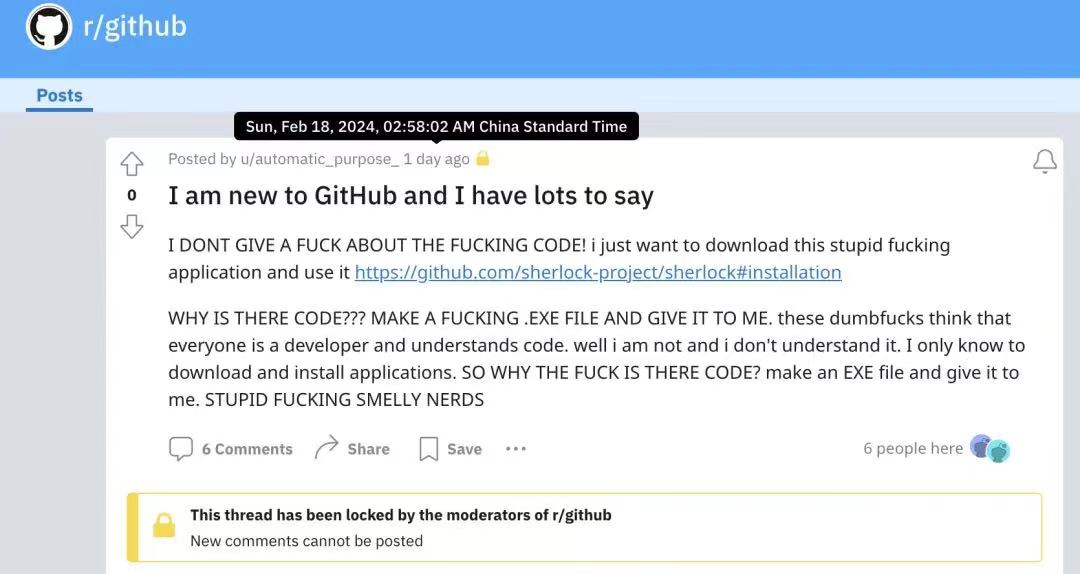 r/github
Posts
Sun, Feb 18, 2024, 02:58:02 AM China Standard Time
Posted by u/automatic_purpose_ 1 day ago
0
I am new to GitHub and I have lots to say
I DONT GIVE A FUCK ABOUT THE FUCKING CODE! i just want to download this stupid fucking
application and use it https://github.com/sherlock-project/sherlock#installation
WHY IS THERE CODE??? MAKE A FUCKING .EXE FILE AND GIVE IT TO ME. these dumbfucks think that
everyone is a developer and understands code. well i am not and i don't understand it. I only know to
download and install applications. SO WHY THE FUCK IS THERE CODE? make an EXE file and give it to
me. STUPID FUCKING SMELLY NERDS
6 Comments Share Save ··· 6 people here
This thread has been locked by the moderators of r/github
New comments cannot be posted